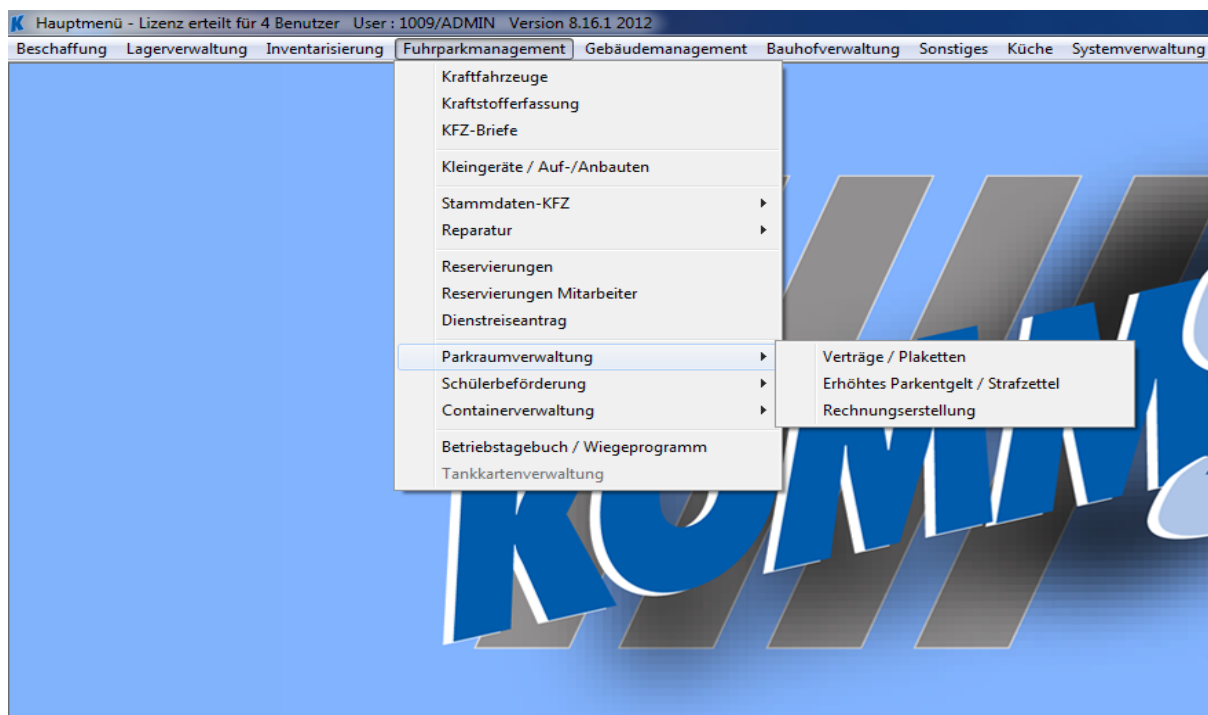 K Hauptmenü - Lizenz erteilt für 4 Benutzer User : 1009/ADMIN Version 8.16.1 2012
Beschaffung Lagerverwaltung Inventarisierung Fuhrparkmanagement Gebäudemanagement Bauhofverwaltung Sonstiges Küche Systemverwaltung
Kraftfahrzeuge
Kraftstofferfassung
KFZ-Briefe
Kleingeräte / Auf-/Anbauten
Stammdaten-KFZ
Reparatur
Reservierungen
Reservierungen Mitarbeiter
Dienstreiseantrag
Parkraumverwaltung
Schülerbeförderung
Containerverwaltung
Betriebstagebuch / Wiegeprogramm
Tankkartenverwaltung
Verträge / Plaketten
Erhöhtes Parkentgelt / Strafzettel
Rechnungserstellung
KOMM